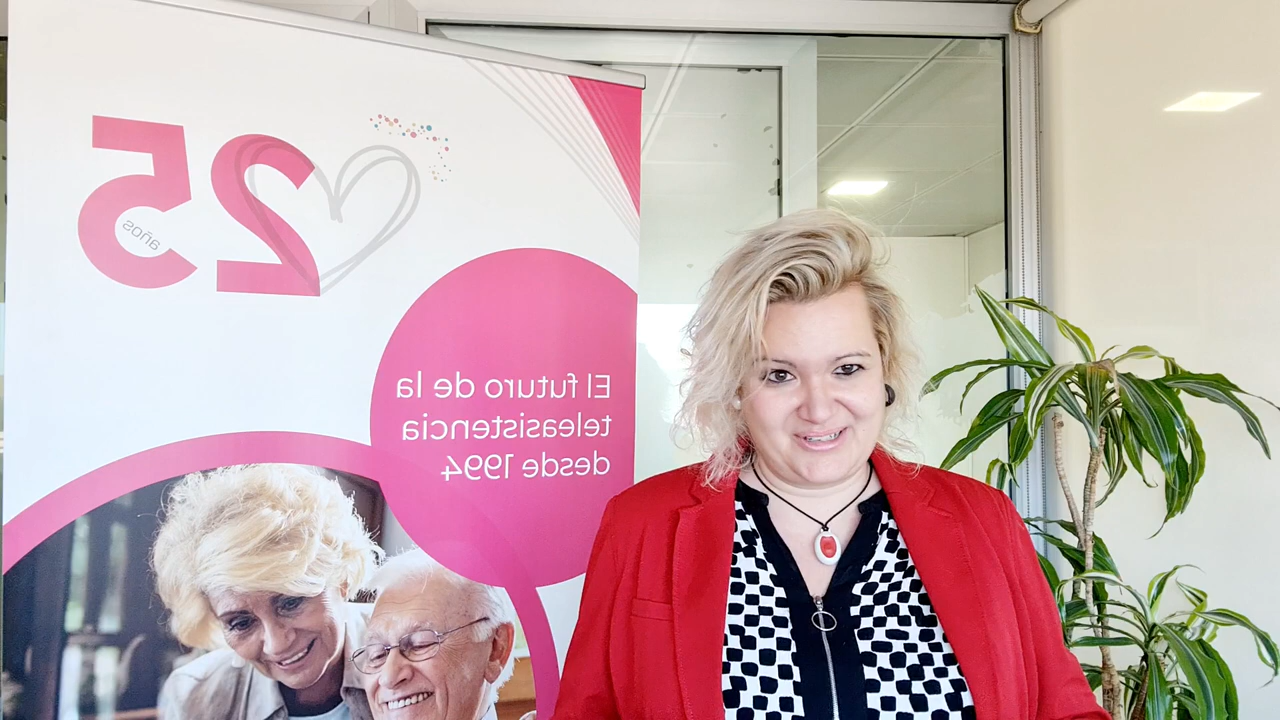 25
años
El futuro de la
teleasistencia
desde 1994